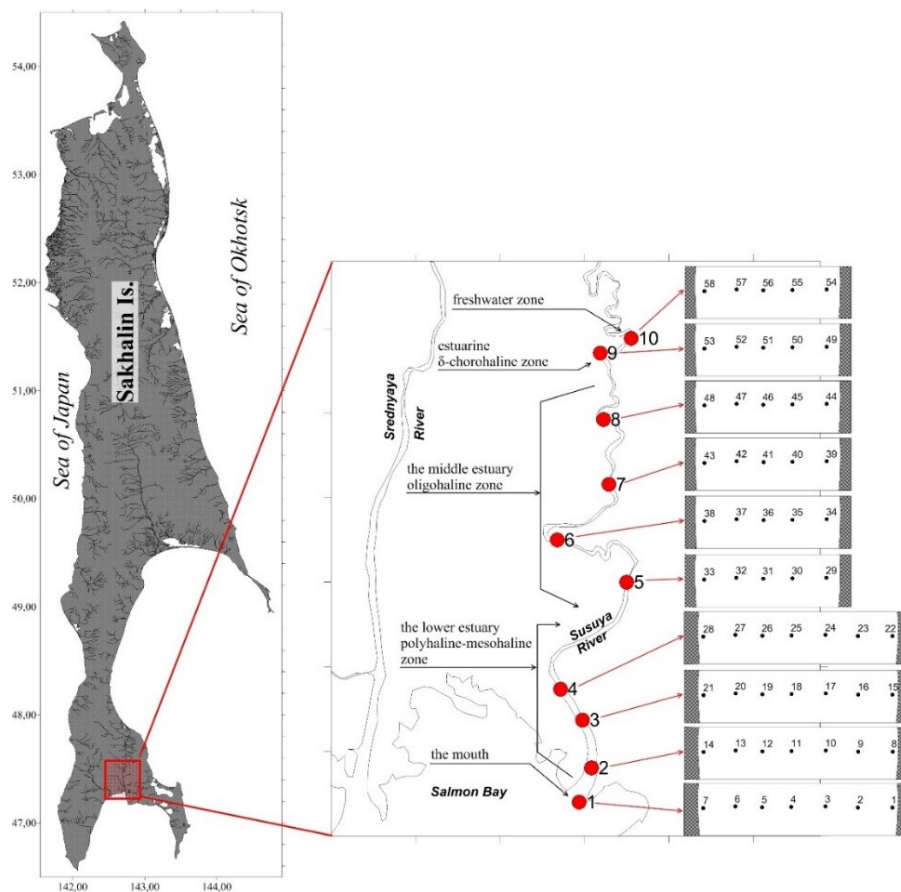 54,00
53,00
52,00
51,00
50,00
49,00
48,00
47,00
142,00 143,00 144,00
Sea of Japan
Sakhalin Is.
Sea of Okhotsk
freshwater zone
estuarine
δ-chorohaline zone
Srednyaya
River
the middle estuary
oligohaline zone
the lower estuary
polyhaline-mesohaline
zone
Susuya
River
the mouth
Salmon Bay
10
9
8
7
6
5
4
3
2
1
58 57 56 55 54
53 52 51 50 49
48 47 46 45 44
43 42 41 40 39
38 37 36 35 34
33 32 31 30 29
28 27 26 25 24 23 22
21 20 19 18 17 16 15
14 13 12 11 10 9 8
7 6 5 4 3 2 1